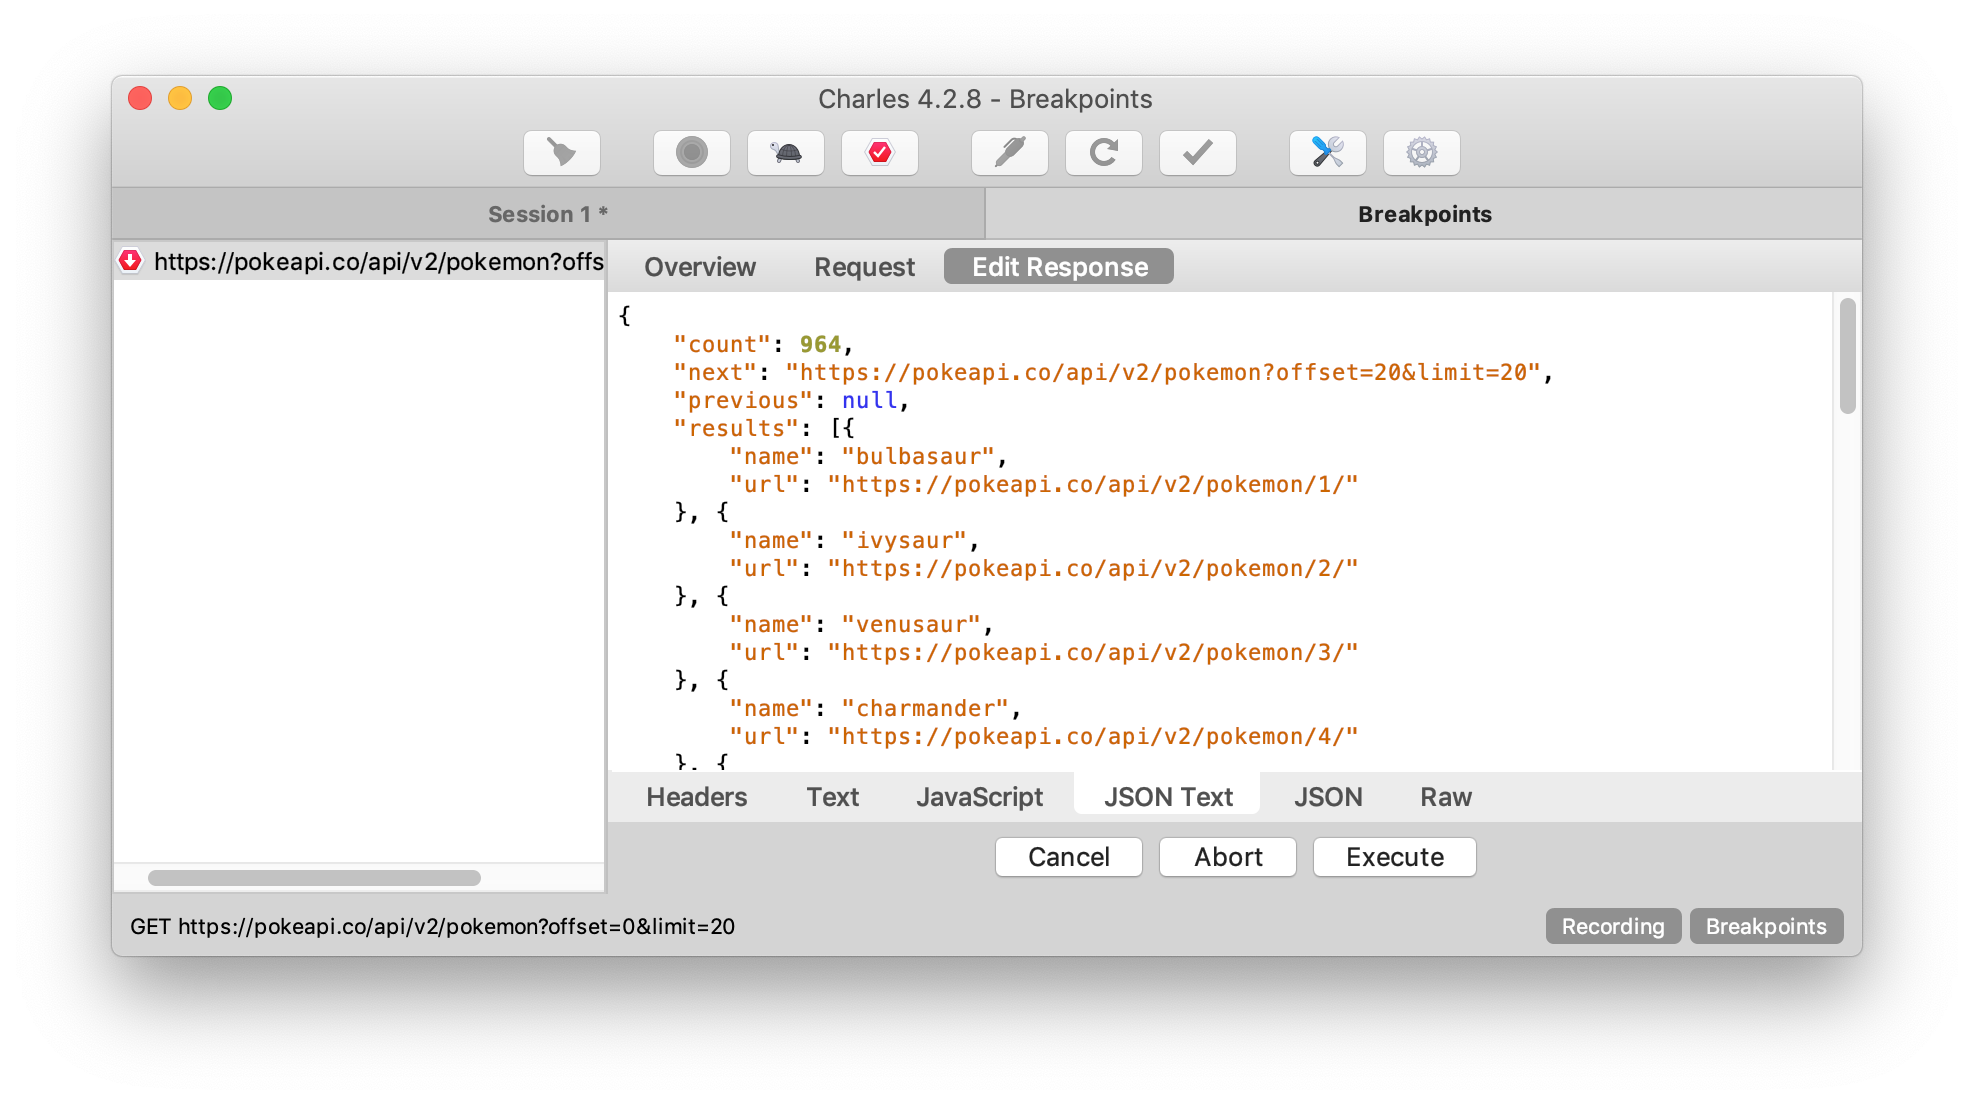 Charles 4.2.8 - Breakpoints
Session 1 *
Breakpoints
https://pokeapi.co/api/v2/pokemon?offs
Overview Request Edit Response
{
    "count": 964,
    "next": "https://pokeapi.co/api/v2/pokemon?offset=20&limit=20",
    "previous": null,
    "results": [{
        "name": "bulbasaur",
        "url": "https://pokeapi.co/api/v2/pokemon/1/"
    }, {
        "name": "ivysaur",
        "url": "https://pokeapi.co/api/v2/pokemon/2/"
    }, {
        "name": "venusaur",
        "url": "https://pokeapi.co/api/v2/pokemon/3/"
    }, {
        "name": "charmander",
        "url": "https://pokeapi.co/api/v2/pokemon/4/"
    }, {
Headers Text JavaScript JSON Text JSON Raw
Cancel Abort Execute
GET https://pokeapi.co/api/v2/pokemon?offset=0&limit=20
Recording Breakpoints